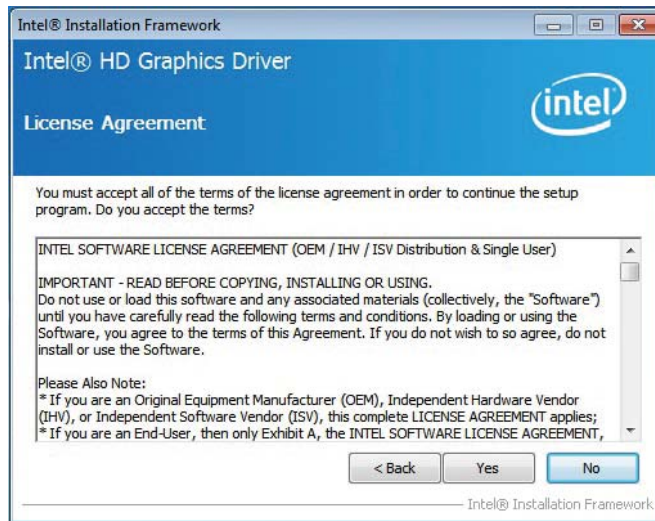 Intel® Installation Framework
Intel® HD Graphics Driver
License Agreement
intel
You must accept all of the terms of the license agreement in order to continue the setup
program. Do you accept the terms?
INTEL SOFTWARE LICENSE AGREEMENT (OEM / IHV / ISV Distribution & Single User)
IMPORTANT - READ BEFORE COPYING, INSTALLING OR USING.
Do not use or load this software and any associated materials (collectively, the "Software")
until you have carefully read the following terms and conditions. By loading or using the
Software, you agree to the terms of this Agreement. If you do not wish to so agree, do not
install or use the Software.
Please Also Note:
* If you are an Original Equipment Manufacturer (OEM), Independent Hardware Vendor
(IHV), or Independent Software Vendor (ISV), this complete LICENSE AGREEMENT applies;
* If you are an End-User, then only Exhibit A, the INTEL SOFTWARE LICENSE AGREEMENT,
< Back Yes No
Intel® Installation Framework